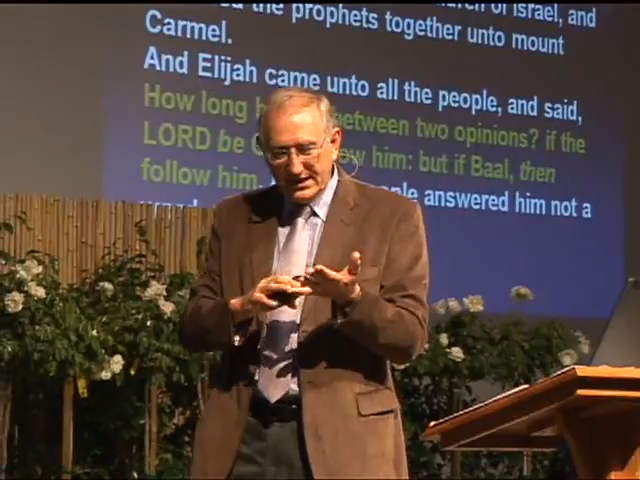 the prophets together unto mount
Carmel.
And Elijah came unto all the people, and said,
How long between two opinions? if the
LORD be him: but if Baal, then
follow him. people answered him not a